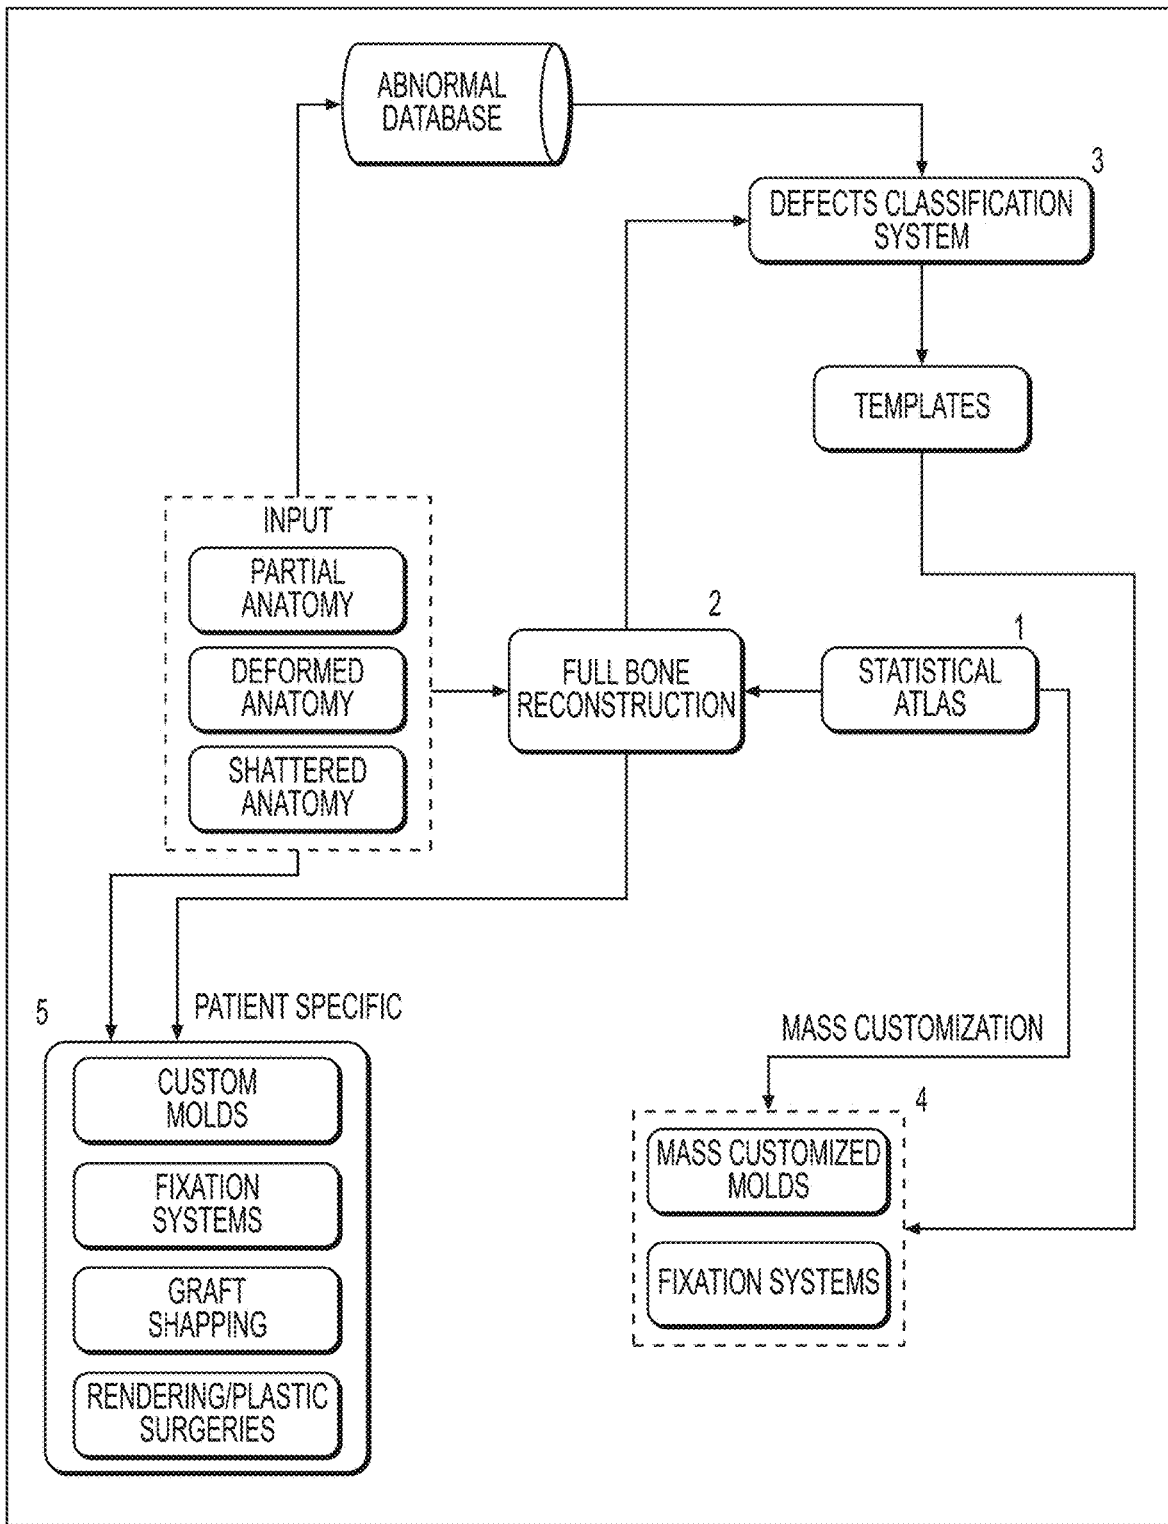 ABNORMAL
DATABASE
3
DEFECTS CLASSIFICATION
SYSTEM
TEMPLATES
INPUT
PARTIAL
ANATOMY
DEFORMED
ANATOMY
SHATTERED
ANATOMY
2
FULL BONE
RECONSTRUCTION
1
STATISTICAL
ATLAS
5
PATIENT SPECIFIC
CUSTOM
MOLDS
FIXATION
SYSTEMS
GRAFT
SHAPPING
RENDERING/PLASTIC
SURGERIES
MASS CUSTOMIZATION
4
MASS CUSTOMIZED
MOLDS
FIXATION SYSTEMS